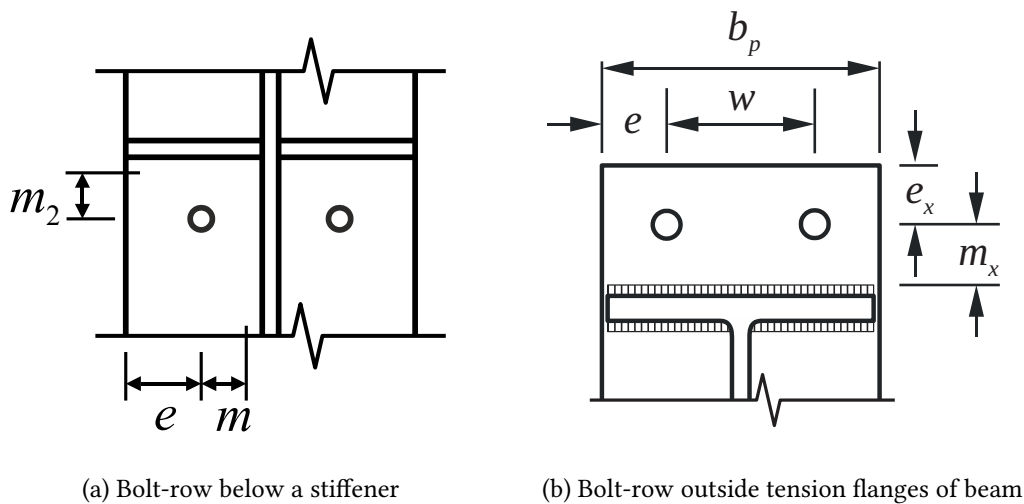 m₂
e
m
(a) Bolt-row below a stiffener
bₚ
e
w
eₓ
mₓ
(b) Bolt-row outside tension flanges of beam